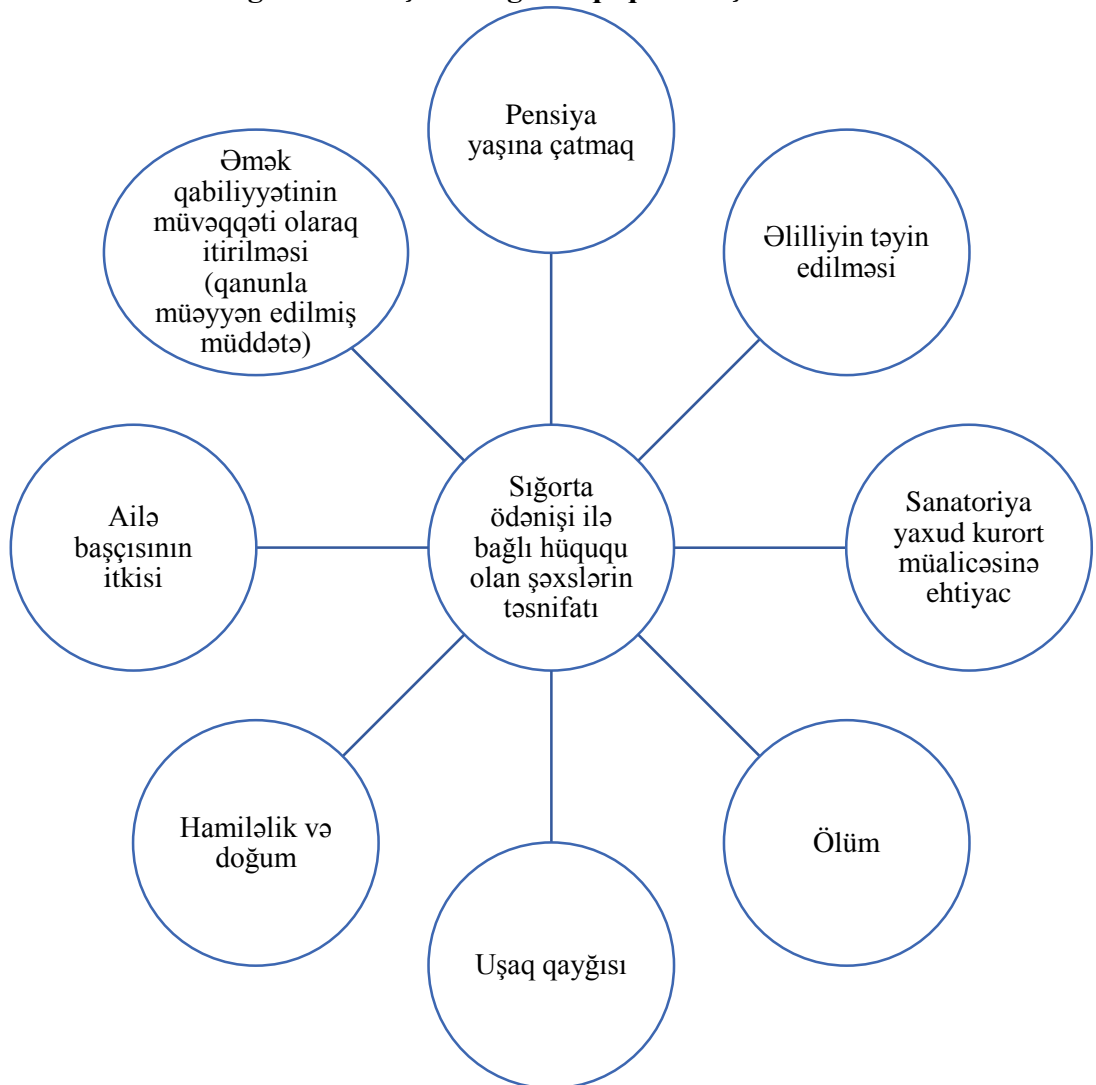 Pensiya
yaşına çatmaq
Əmək
qabiliyyətinin
müvəqqəti olaraq
itirilməsi
(qanunla
müəyyən edilmiş
müddətə)
Əlilliyin təyin
edilməsi
Ailə
başçısının
itkisi
Sığorta
ödənişi ilə
bağlı hüququ
olan şəxslərin
təsnifatı
Sanatoriya
yaxud kurort
müalicəsinə
ehtiyac
Hamiləlik və
doğum
Ölüm
Uşaq qayğısı